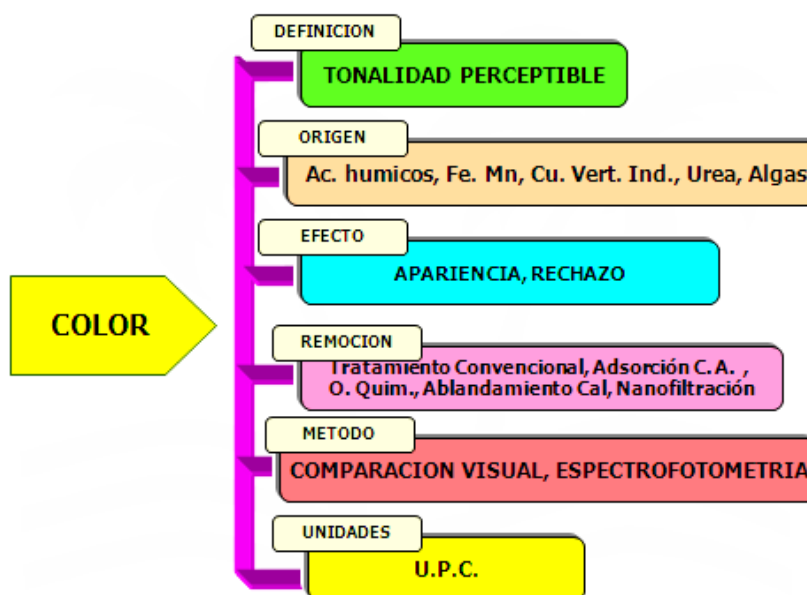 DEFINICION
TONALIDAD PERCEPTIBLE
ORIGEN
Ac. humicos, Fe. Mn, Cu. Vert. Ind., Urea, Algas
EFECTO
APARIENCIA, RECHAZO
COLOR
REMOCION
Tratamiento Convencional, Adsorción C. A. ,
O. Quim., Ablandamiento Cal, Nanofiltración
METODO
COMPARACION VISUAL, ESPECTROFOTOMETRIA
UNIDADES
U.P.C.